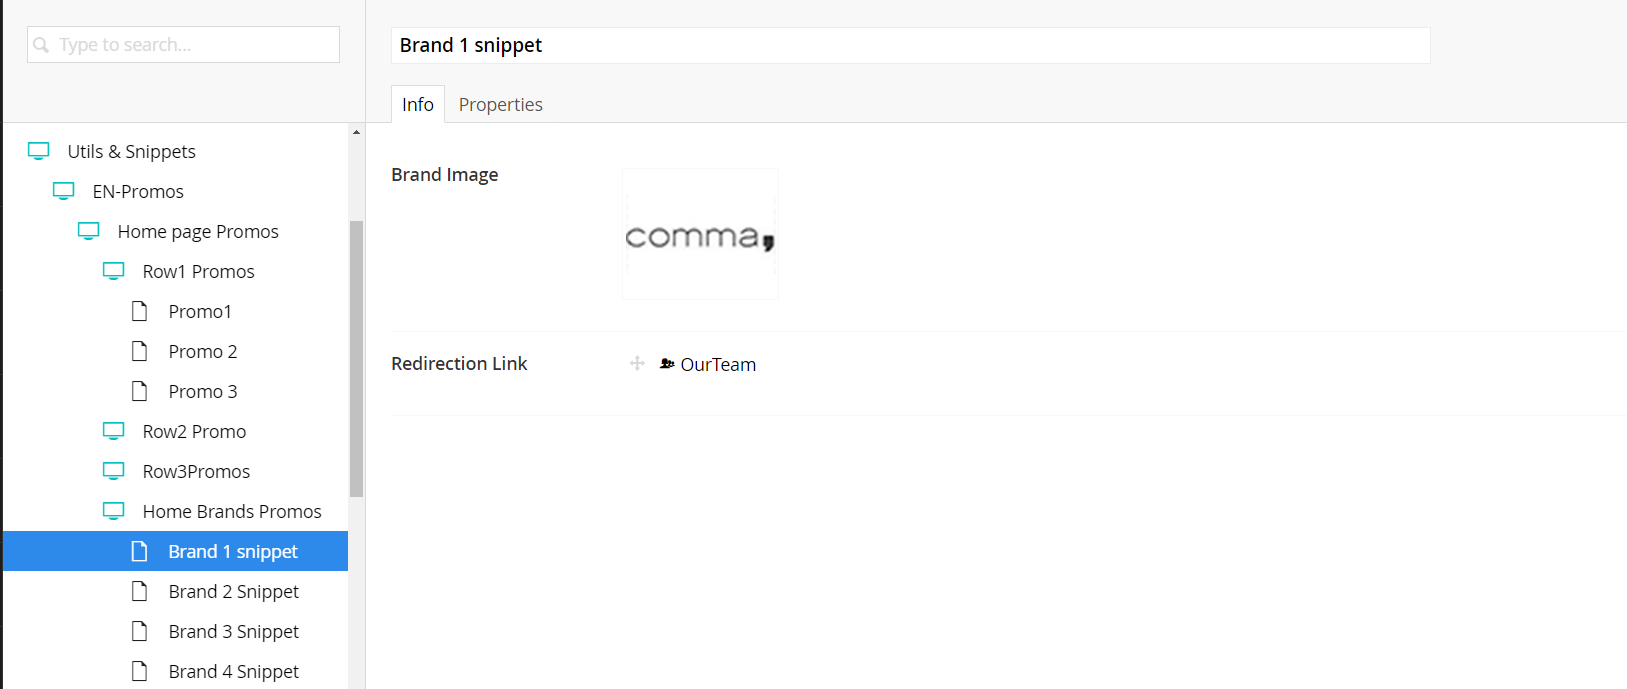 Type to search...
Utils & Snippets
EN-Promos
Home page Promos
Row1 Promos
Promo1
Promo 2
Promo 3
Row2 Promo
Row3Promos
Home Brands Promos
Brand 1 snippet
Brand 2 Snippet
Brand 3 Snippet
Brand 4 Snippet
Brand 1 snippet
Info Properties
Brand Image
comma,
Redirection Link OurTeam